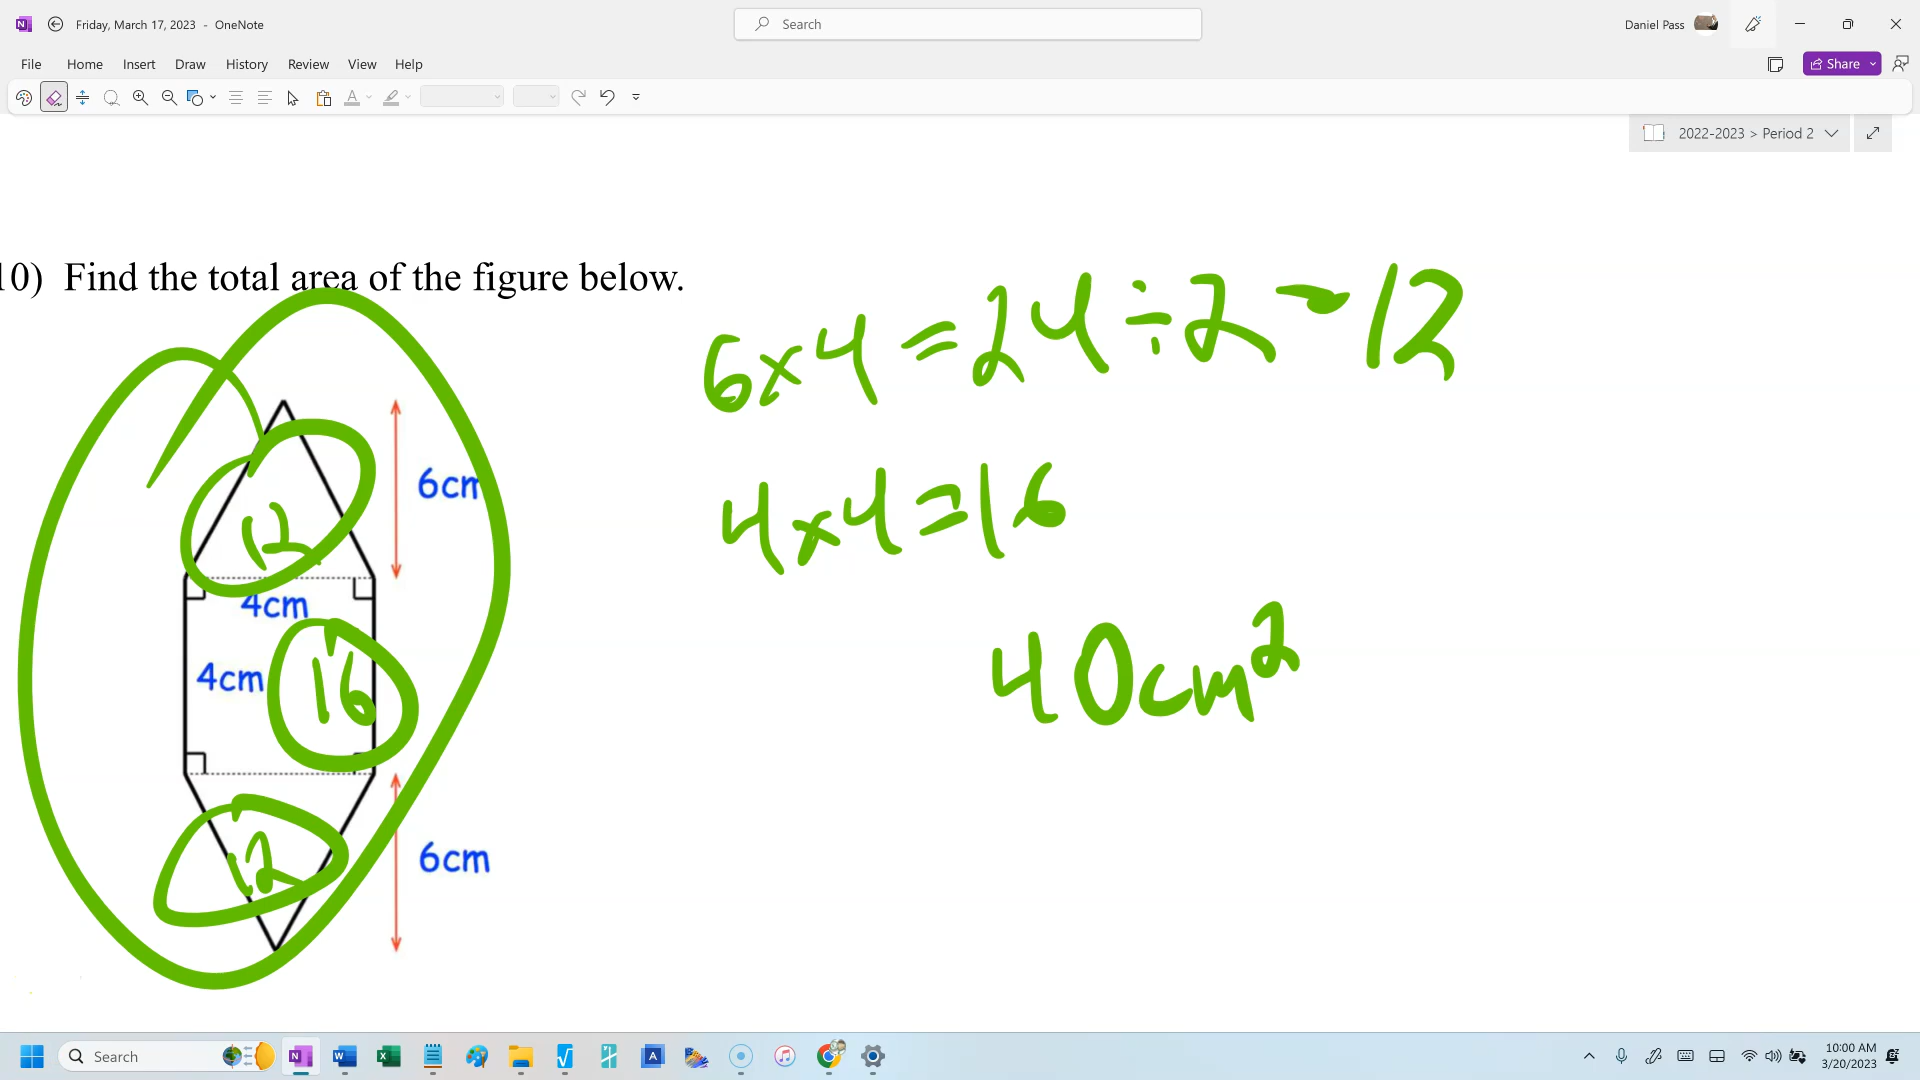 Friday, March 17, 2023 - OneNote
Search
Daniel Pass
File Home Insert Draw History Review View Help
Share
2022-2023 > Period 2
10) Find the total area of the figure below.
6x4=24÷2=12
6cm
12
4x4=16
4cm
4cm
16
40cm²
12
6cm
Search
10:00 AM
3/20/2023